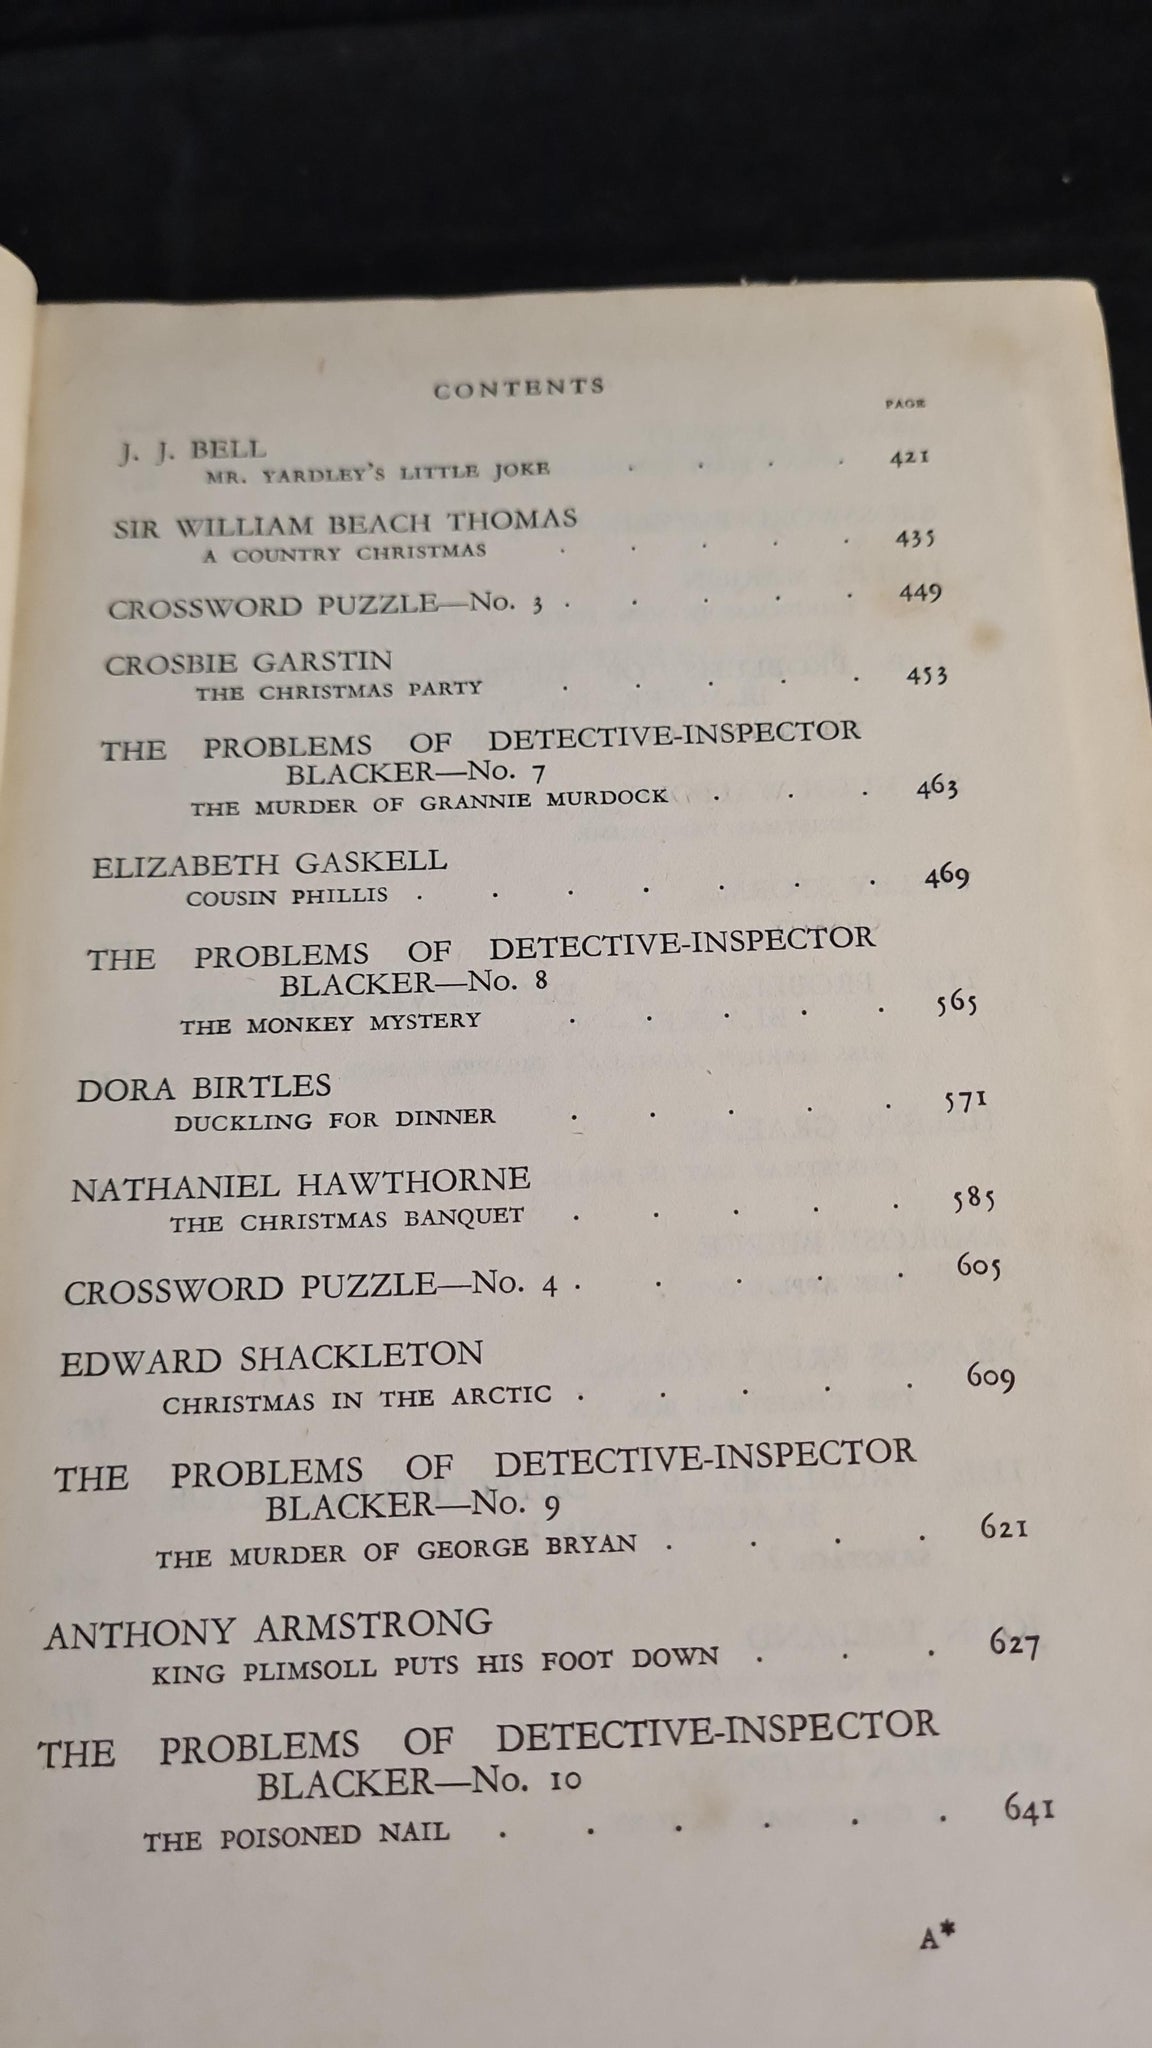 CONTENTS
PAGE
J. J. BELL
MR. YARDLEY'S LITTLE JOKE . . . . 421
SIR WILLIAM BEACH THOMAS
A COUNTRY CHRISTMAS . . . . . 435
CROSSWORD PUZZLE—No. 3 . . . . . 449
CROSBIE GARSTIN
THE CHRISTMAS PARTY . . . . . 453
THE PROBLEMS OF DETECTIVE-INSPECTOR
BLACKER—No. 7
THE MURDER OF GRANNIE MURDOCK . . . 463
ELIZABETH GASKELL
COUSIN PHILLIS . . . . . . . 469
THE PROBLEMS OF DETECTIVE-INSPECTOR
BLACKER—No. 8
THE MONKEY MYSTERY . . . . . 565
DORA BIRTLES
DUCKLING FOR DINNER . . . . . 571
NATHANIEL HAWTHORNE
THE CHRISTMAS BANQUET . . . . . 585
CROSSWORD PUZZLE—No. 4 . . . . . 605
EDWARD SHACKLETON
CHRISTMAS IN THE ARCTIC . . . . . 609
THE PROBLEMS OF DETECTIVE-INSPECTOR
BLACKER—No. 9
THE MURDER OF GEORGE BRYAN . . . . 621
ANTHONY ARMSTRONG
KING PLIMSOLL PUTS HIS FOOT DOWN . . . 627
THE PROBLEMS OF DETECTIVE-INSPECTOR
BLACKER—No. 10
THE POISONED NAIL . . . . . . 641
A*